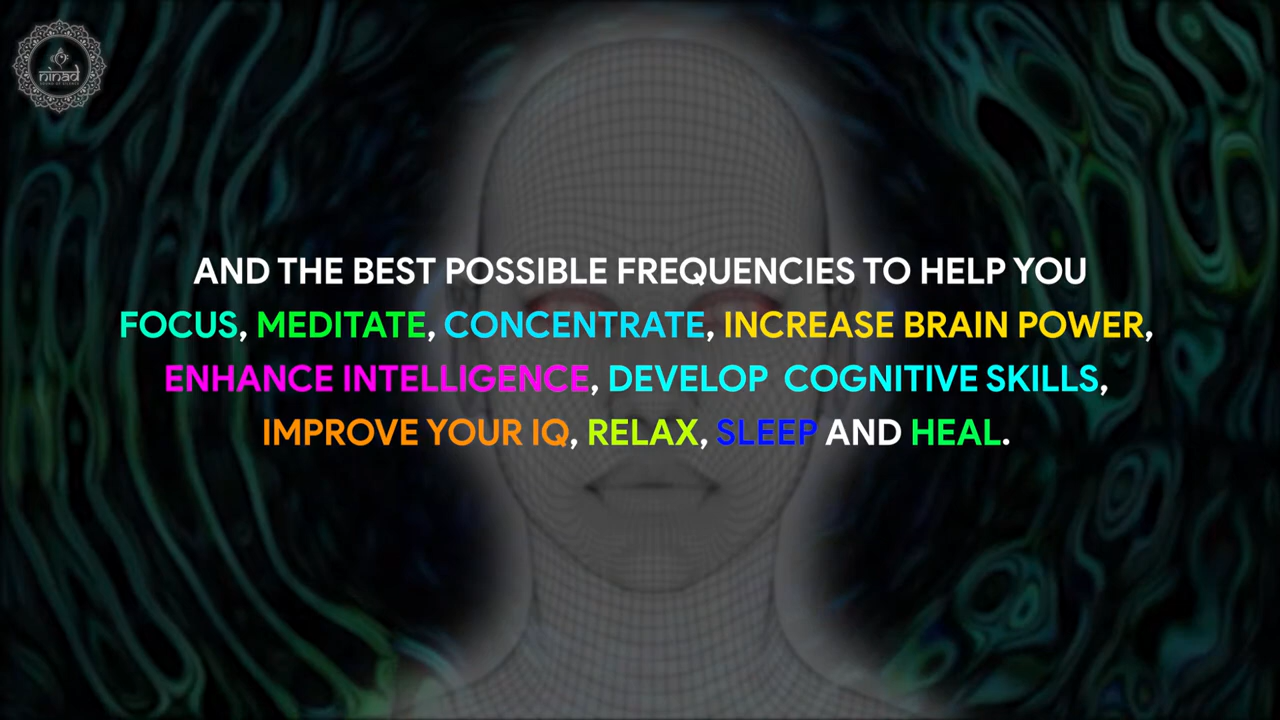 ninad
AND THE BEST POSSIBLE FREQUENCIES TO HELP YOU
FOCUS, MEDITATE, CONCENTRATE, INCREASE BRAIN POWER,
ENHANCE INTELLIGENCE, DEVELOP COGNITIVE SKILLS,
IMPROVE YOUR IQ, RELAX, SLEEP AND HEAL.